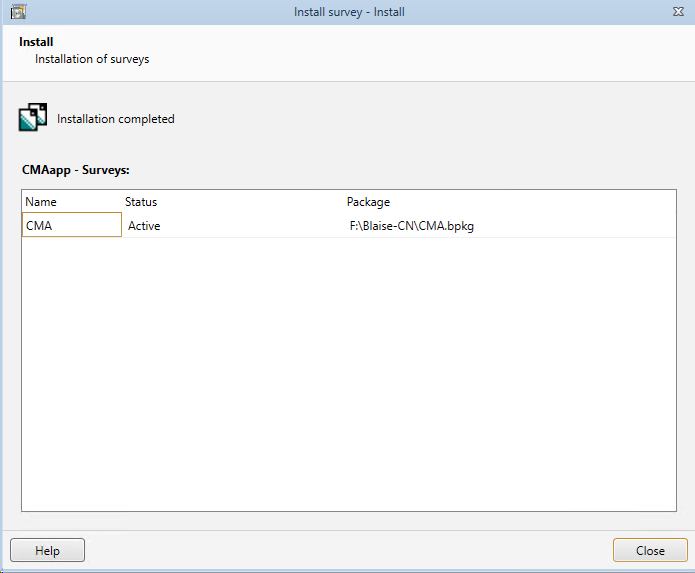 Install survey - Install
Install
Installation of surveys
Installation completed
CMAapp - Surveys:
Name Status Package
CMA Active F:\Blaise-CN\CMA.bpkg
Help Close